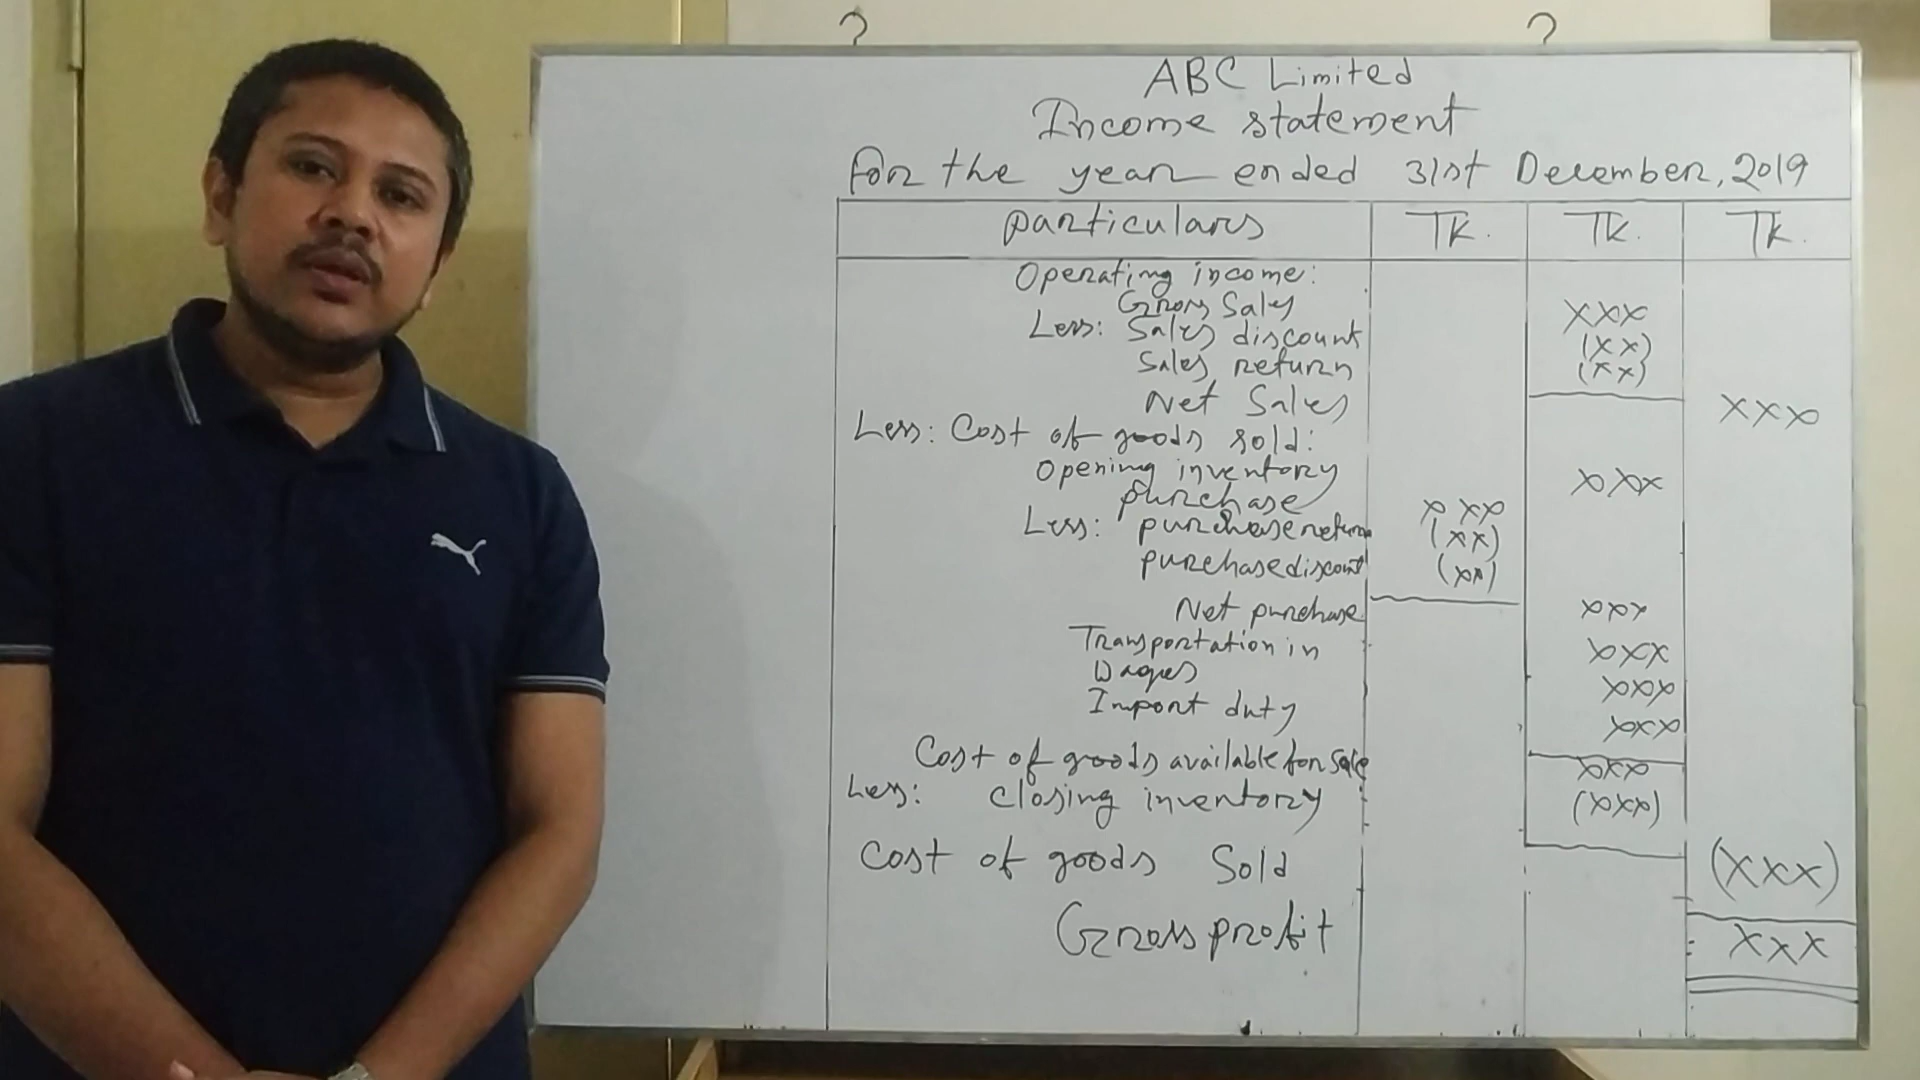 ABC Limited
Income statement
for the year ended 31st December, 2019
particulars TK. TK. TK.
Operating income:
Gross Sales XXX
Less: Sales discount (XX)
Sales return (XX)
Net Sales XXX
Less: Cost of goods sold:
Opening inventory XXX
purchase XXX
Less: purchase return (XX)
purchase discount (XX)
Net purchase XXX
Transportation in XXX
Wages XXX
Import duty XXX
Cost of goods available for sale XXX
Less: closing inventory (XXX)
Cost of goods Sold (XXX)
Gross profit XXX